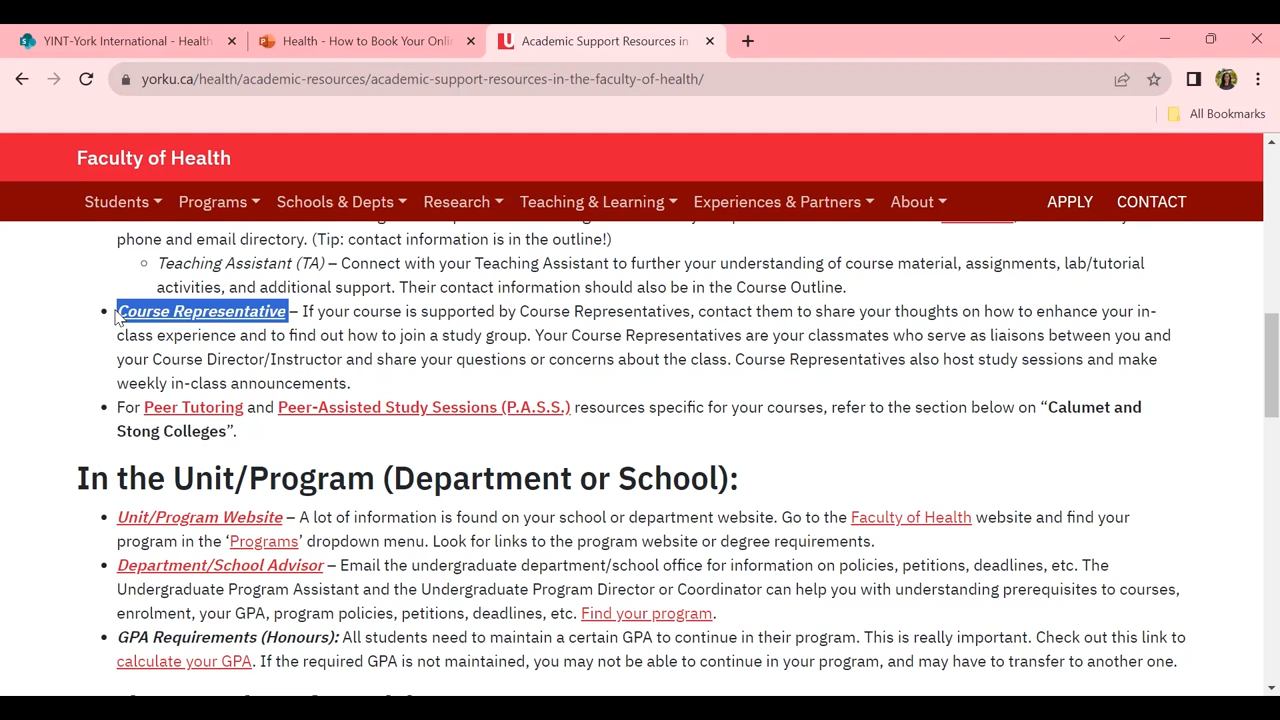 YINT-York International - Health
Health - How to Book Your Onli
Academic Support Resources in
yorku.ca/health/academic-resources/academic-support-resources-in-the-faculty-of-health/
All Bookmarks
Faculty of Health
Students Programs Schools & Depts Research Teaching & Learning Experiences & Partners About APPLY CONTACT
phone and email directory. (Tip: contact information is in the outline!)
Teaching Assistant (TA) – Connect with your Teaching Assistant to further your understanding of course material, assignments, lab/tutorial
activities, and additional support. Their contact information should also be in the Course Outline.
Course Representative – If your course is supported by Course Representatives, contact them to share your thoughts on how to enhance your in-
class experience and to find out how to join a study group. Your Course Representatives are your classmates who serve as liaisons between you and
your Course Director/Instructor and share your questions or concerns about the class. Course Representatives also host study sessions and make
weekly in-class announcements.
For Peer Tutoring and Peer-Assisted Study Sessions (P.A.S.S.) resources specific for your courses, refer to the section below on “Calumet and
Stong Colleges”.
In the Unit/Program (Department or School):
Unit/Program Website – A lot of information is found on your school or department website. Go to the Faculty of Health website and find your
program in the ‘Programs’ dropdown menu. Look for links to the program website or degree requirements.
Department/School Advisor – Email the undergraduate department/school office for information on policies, petitions, deadlines, etc. The
Undergraduate Program Assistant and the Undergraduate Program Director or Coordinator can help you with understanding prerequisites to courses,
enrolment, your GPA, program policies, petitions, deadlines, etc. Find your program.
GPA Requirements (Honours): All students need to maintain a certain GPA to continue in their program. This is really important. Check out this link to
calculate your GPA. If the required GPA is not maintained, you may not be able to continue in your program, and may have to transfer to another one.